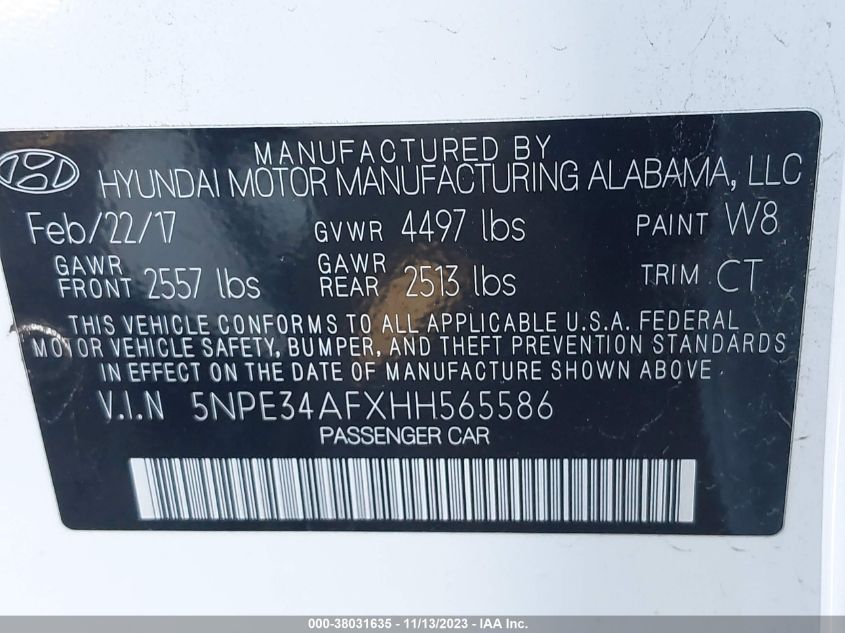 MANUFACTURED BY
HYUNDAI MOTOR MANUFACTURING ALABAMA, LLC
Feb/22/17 GVWR 4497 lbs PAINT W8
GAWR FRONT 2557 lbs GAWR REAR 2513 lbs TRIM CT
THIS VEHICLE CONFORMS TO ALL APPLICABLE U.S.A. FEDERAL
MOTOR VEHICLE SAFETY, BUMPER, AND THEFT PREVENTION STANDARDS
IN EFFECT ON THE DATE OF MANUFACTURE SHOWN ABOVE.
V.I.N 5NPE34AFXHH565586
PASSENGER CAR
000-38031635 - 11/13/2023 - IAA Inc.